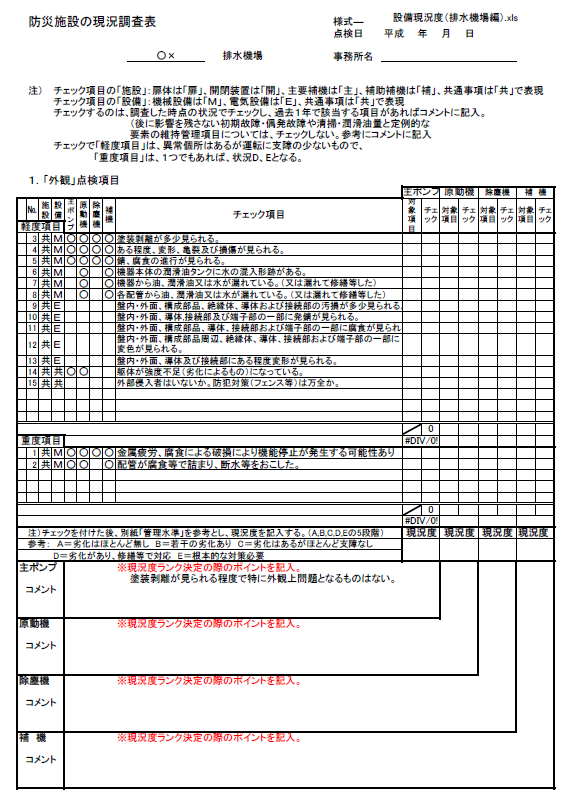 防災施設の現況調査表
様式― 設備現況度(排水機場編).xls
点検日 平成 年 月 日
〇× 排水機場 事務所名
注) チェック項目の「施設」:扉体は「扉」、開閉装置は「開」、主要補機は「主」、補助補機は「補」、共通事項は「共」で表現
チェック項目の「設備」:機械設備は「M」、電気設備は「E」、共通事項は「共」で表現
チェックするのは、調査した時点の状況でチェックし、過去1年で該当する項目があればコメントに記入。
(後に影響を残さない初期故障・偶発故障や清掃・潤滑油量と定例的な
要素の維持管理項目については、チェックしない。参考にコメントに記入
チェックで「軽度項目」は、異常個所はあるが運転に支障の少ないもので、
「重度項目」は、1つでもあれば、状況D、Eとなる。
1.「外観」点検項目
主ポンプ 原動機 除塵機 補 機
№ 施設 設備 主ポンプ 原動機 除塵機 補機 チェック項目 対象項目 チェック 対象項目 チェック 対象項目 チェック 対象項目 チェック
軽度項目
3 共 M 〇 〇 〇 〇 塗装剥離が多少見られる。
4 共 M 〇 〇 〇 〇 ある程度、変形、亀裂及び損傷が見られる。
5 共 M 〇 〇 〇 〇 錆、腐食の進行が見られる。
6 共 M 〇 〇 機器本体の潤滑油タンクに水の混入形跡がある。
7 共 M 〇 〇 機器から油、潤滑油又は水が漏れている。(又は漏れて修繕等した)
8 共 M 〇 〇 各配管から油、潤滑油又は水が漏れている。(又は漏れて修繕等した)
9 共 E 盤内・外面、構成部品、絶縁体、導体および接続部の汚損が多少見られる。
10 共 E 盤内・外面、導体,接続部及び端子部の一部に発錆が見られる。
11 共 E 盤内・外面、構成部品、導体、接続部および端子部の一部に腐食が見られ
12 共 E 盤内・外面、構成部品周辺、絶縁体、導体、接続部および端子部の一部に
変色が見られる。
13 共 E 盤内・外面、導体及び接続部にある程度変形が見られる。
14 共 共 〇 〇 躯体が強度不足(劣化によるもの)になっている。
15 共 共 外部侵入者はいないか。防犯対策(フェンス等)は万全か。
0
#DIV/0!
重度項目
1 共 M 〇 〇 〇 〇 金属疲労、腐食による破損により機能停止が発生する可能性あり
2 共 M 〇 〇 〇 配管が腐食等で詰まり、断水等をおこした。
0
#DIV/0!
注)チェックを付けた後、別紙「管理水準」を参考とし、現況度を記入する。(A,B,C,D,Eの5段階) 現況度 現況度 現況度 現況度
参考: A=劣化はほとんど無し B=若干の劣化あり C=劣化はあるがほとんど支障なし
D=劣化があり、修繕等で対応 E=根本的な対策必要
主ポンプ ※現況度ランク決定の際のポイントを記入。
塗装剥離が見られる程度で特に外観上問題となるものはない。
コメント
原動機 ※現況度ランク決定の際のポイントを記入。
コメント
除塵機 ※現況度ランク決定の際のポイントを記入。
コメント
補 機 ※現況度ランク決定の際のポイントを記入。
コメント